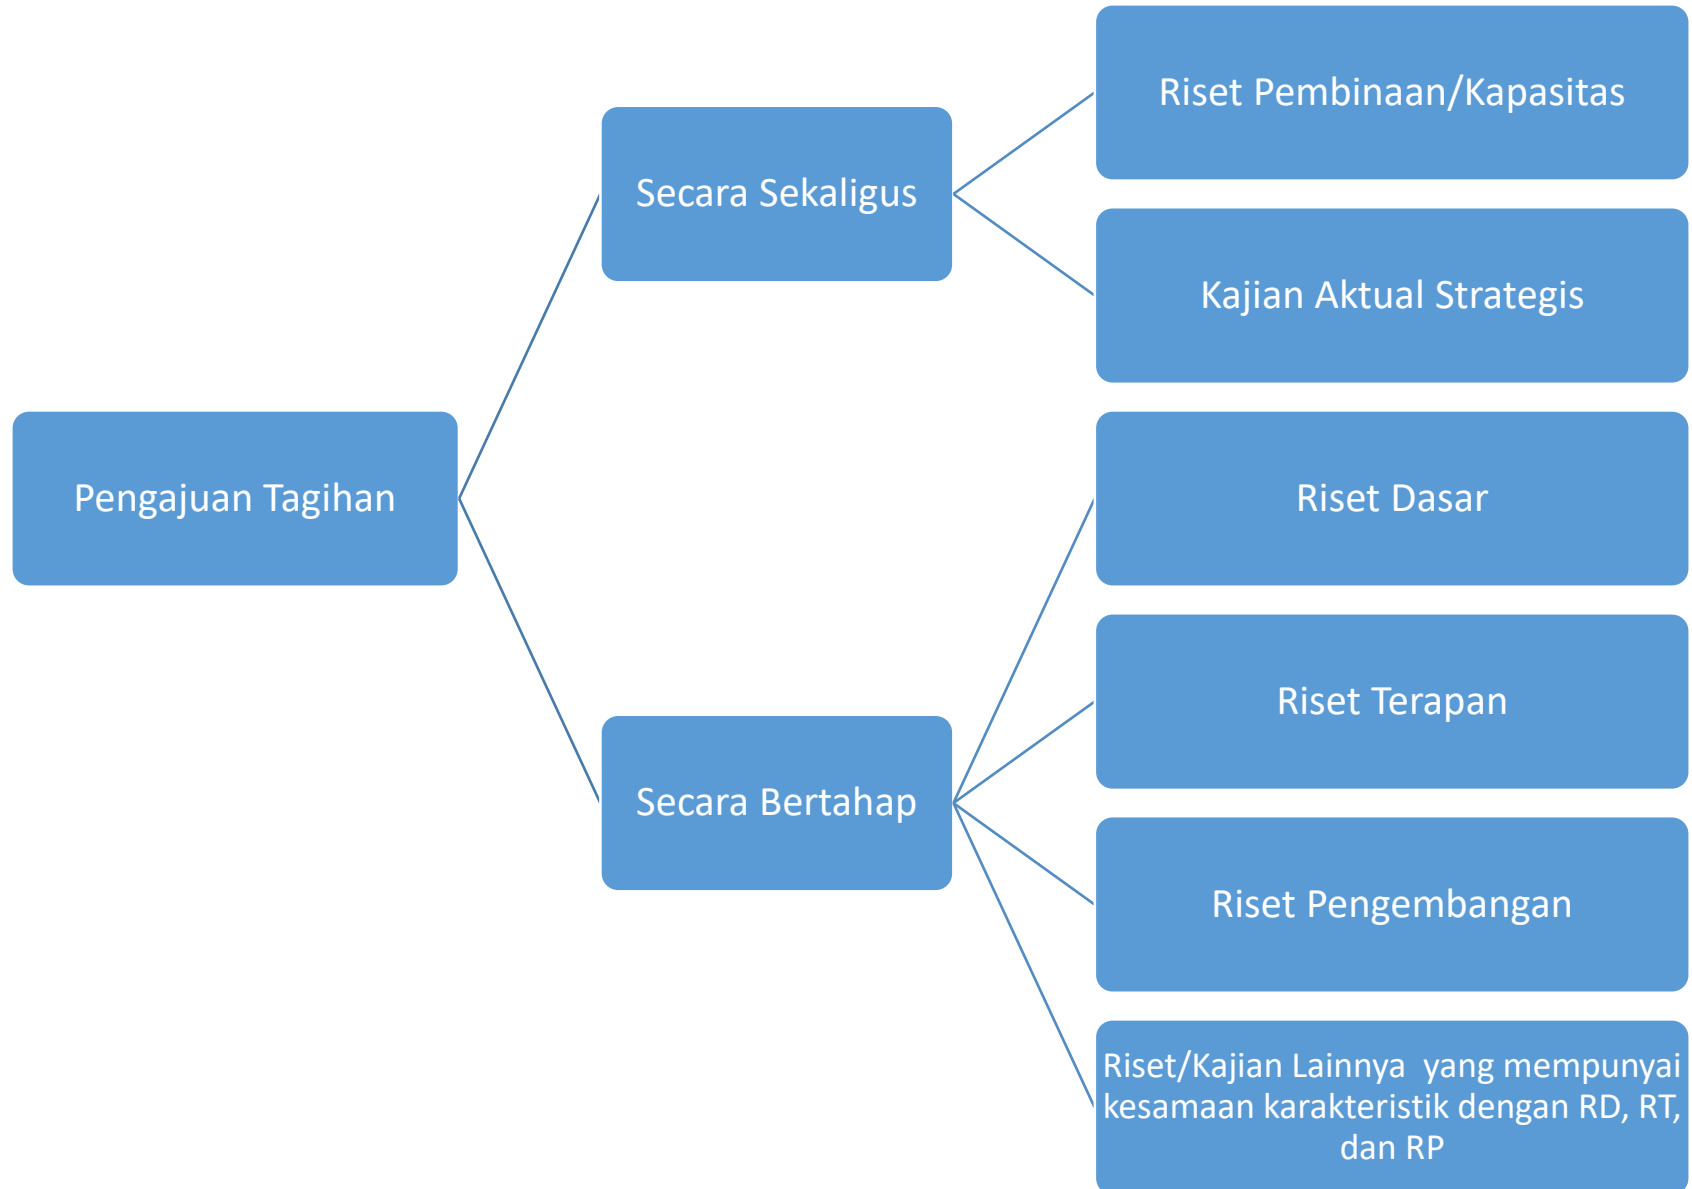 Riset Pembinaan/Kapasitas
Secara Sekaligus
Kajian Aktual Strategis
Pengajuan Tagihan
Riset Dasar
Riset Terapan
Secara Bertahap
Riset Pengembangan
Riset/Kajian Lainnya yang mempunyai
kesamaan karakteristik dengan RD, RT,
dan RP